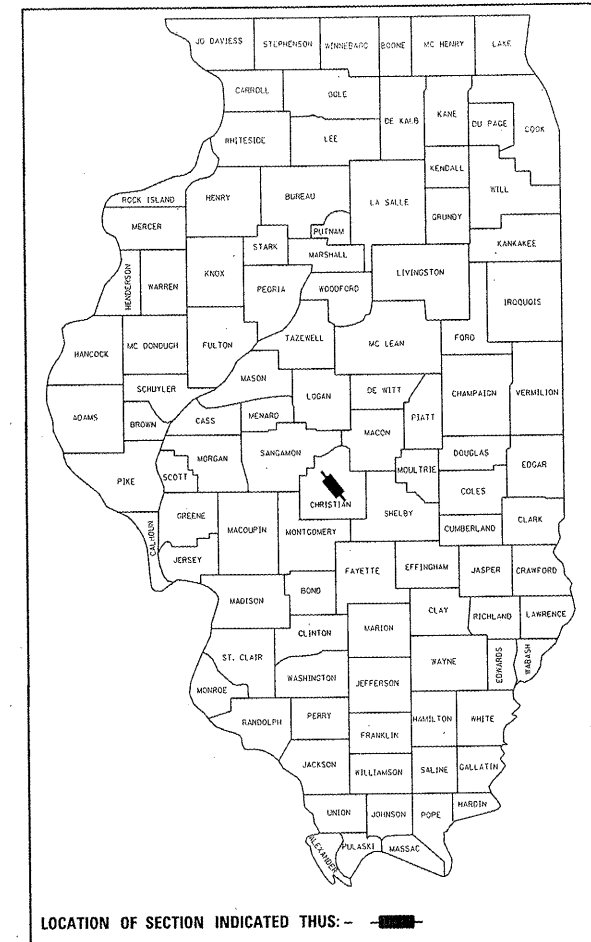 JO DAVIESS STEPHENSON WINNEBAGO BOONE MC HENRY LAKE
CARROLL OGLE
DE KALB KANE DU PAGE COOK
WHITESIDE LEE
KENDALL
WILL
ROCK ISLAND HENRY BUREAU LA SALLE
GRUNDY
MERCER PUTNAM
STARK MARSHALL KANKAKEE
HENDERSON WARREN KNOX LIVINGSTON
PEORIA WOODFORD IROQUOIS
HANCOCK MC DONOUGH FULTON TAZEWELL MC LEAN FORD
MASON
SCHUYLER LOGAN DE WITT CHAMPAIGN VERMILION
ADAMS BROWN CASS MENARD PIATT
MACON
MORGAN SANGAMON DOUGLAS EDGAR
PIKE SCOTT MOULTRIE
COLES
CHRISTIAN
GREENE SHELBY
MACOUPIN MONTGOMERY CUMBERLAND CLARK
CALHOUN
JERSEY
FAYETTE EFFINGHAM JASPER CRAWFORD
BOND
MADISON
CLAY RICHLAND LAWRENCE
MARION
CLINTON
ST. CLAIR WAYNE EDWARDS WABASH
WASHINGTON JEFFERSON
MONROE
RANDOLPH PERRY HAMILTON WHITE
FRANKLIN
JACKSON SALINE GALLATIN
WILLIAMSON
UNION JOHNSON POPE HARDIN
ALEXANDER PULASKI MASSAC
LOCATION OF SECTION INDICATED THUS: –